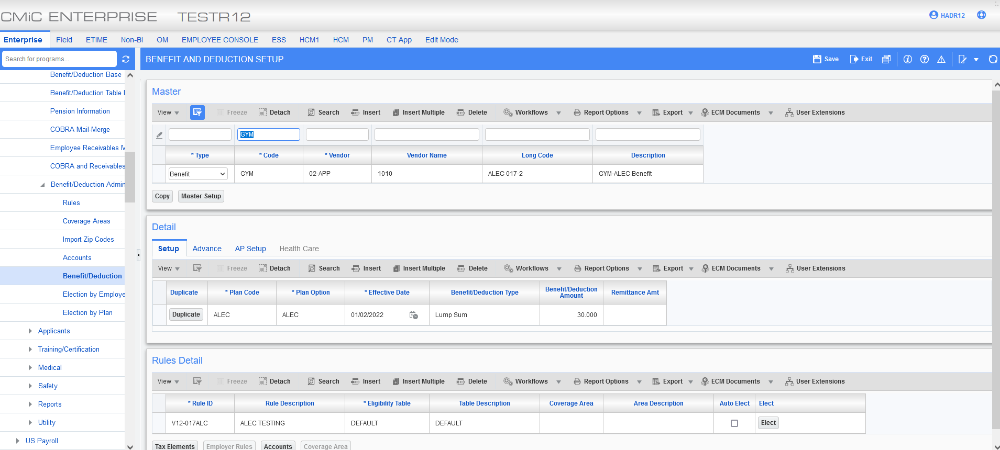 CMiC ENTERPRISE TESTR12
HADR12
Enterprise Field ETIME Non-BI OM EMPLOYEE CONSOLE ESS HCM1 HCM PM CT App Edit Mode
Search for programs...
BENEFIT AND DEDUCTION SETUP
Save Exit
Benefit/Deduction Base
Benefit/Deduction Table
Pension Information
COBRA Mail-Merge
Employee Receivables M
COBRA and Receivables
Benefit/Deduction Admin
Rules
Coverage Areas
Import Zip Codes
Accounts
Benefit/Deduction
Election by Employe
Election by Plan
Applicants
Training/Certification
Medical
Safety
Reports
Utility
US Payroll
Master
View Freeze Detach Search Insert Insert Multiple Delete Workflows Report Options Export ECM Documents User Extensions
GYM
* Type * Code * Vendor Vendor Name Long Code Description
Benefit GYM 02-APP 1010 ALEC 017-2 GYM-ALEC Benefit
Copy Master Setup
Detail
Setup Advance AP Setup Health Care
View Freeze Detach Search Insert Insert Multiple Delete Workflows Report Options Export ECM Documents User Extensions
Duplicate * Plan Code * Plan Option * Effective Date Benefit/Deduction Type Benefit/Deduction Amount Remittance Amt
Duplicate ALEC ALEC 01/02/2022 Lump Sum 30.000
Rules Detail
View Freeze Detach Search Insert Insert Multiple Delete Workflows Report Options Export ECM Documents User Extensions
* Rule ID Rule Description * Eligibility Table Table Description Coverage Area Area Description Auto Elect Elect
V12-017ALC ALEC TESTING DEFAULT DEFAULT Elect
Tax Elements Employer Rules Accounts Coverage Area